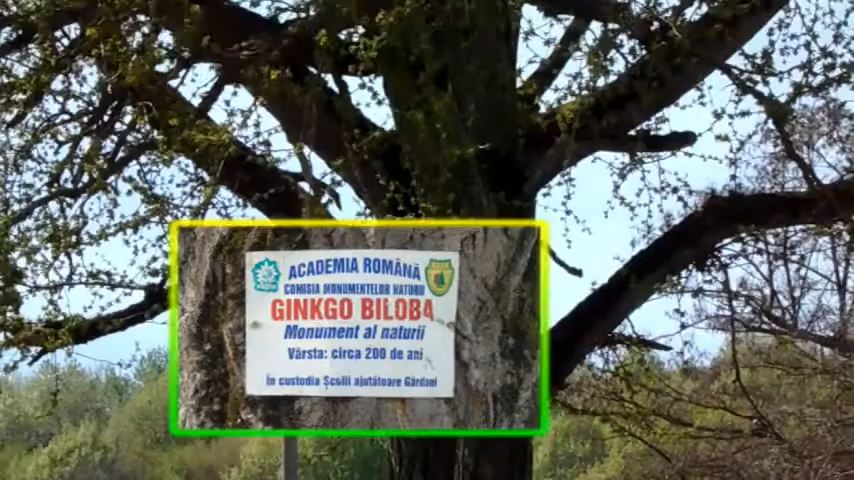 ACADEMIA ROMÂNĂ
COMISIA MONUMENTELOR NATURII
GINKGO BILOBA
Monument al naturii
Vârsta: circa 200 de ani
În custodia Școlii ajutătoare Gârdani